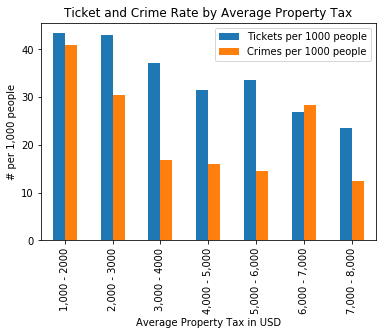 Ticket and Crime Rate by Average Property Tax
Tickets per 1000 people
Crimes per 1000 people
# per 1,000 people
40
30
20
10
0
1,000 - 2000
2,000 - 3000
3,000 - 4000
4,000 - 5,000
5,000 - 6,000
6,000 - 7,000
7,000 - 8,000
Average Property Tax in USD